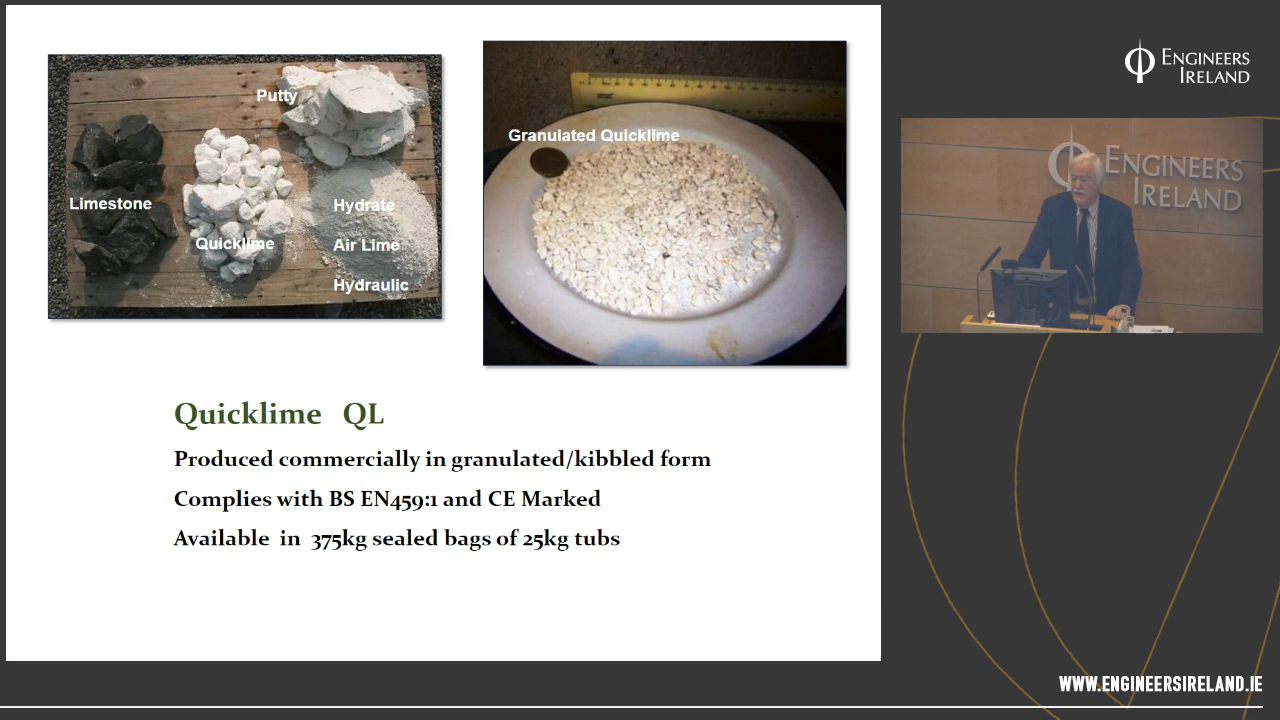 Putty
Limestone
Quicklime
Hydrate
Air Lime
Hydraulic
Granulated Quicklime
Quicklime QL
Produced commercially in granulated/kibbled form
Complies with BS EN459:1 and CE Marked
Available in 375kg sealed bags of 25kg tubs
ENGINEERS
IRELAND
ENGINEERS
IRELAND
WWW.ENGINEERSIRELAND.IE